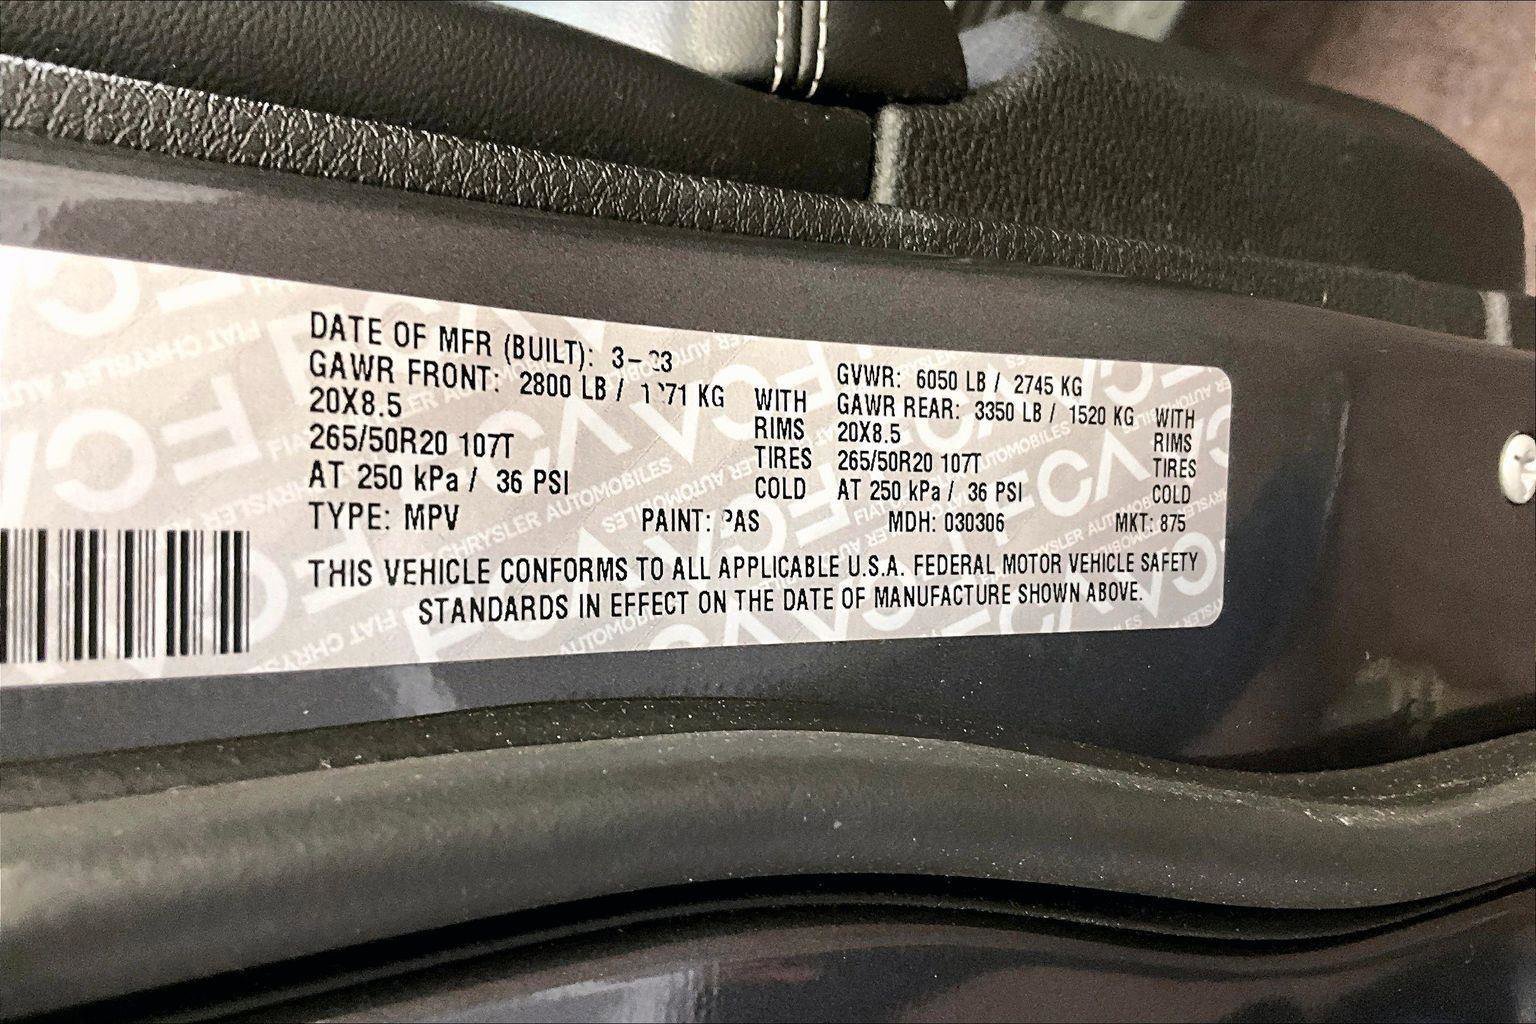 DATE OF MFR (BUILT): 3-23
GAWR FRONT: 2800 LB / KG WITH
20X8.5 RIMS
265/50R20 107T TIRES
AT 250 kPa / 36 PSI COLD
GVWR: 6050 LB / 2745 KG
GAWR REAR: 3350 LB / 1520 KG WITH
20X8.5 RIMS
265/50R20 107T TIRES
AT 250 kPa / 36 PSI COLD
TYPE: MPV PAINT: MDH: 030306 MKT: 875
THIS VEHICLE CONFORMS TO ALL APPLICABLE U.S.A. FEDERAL MOTOR VEHICLE SAFETY
STANDARDS IN EFFECT ON THE DATE OF MANUFACTURE SHOWN ABOVE.